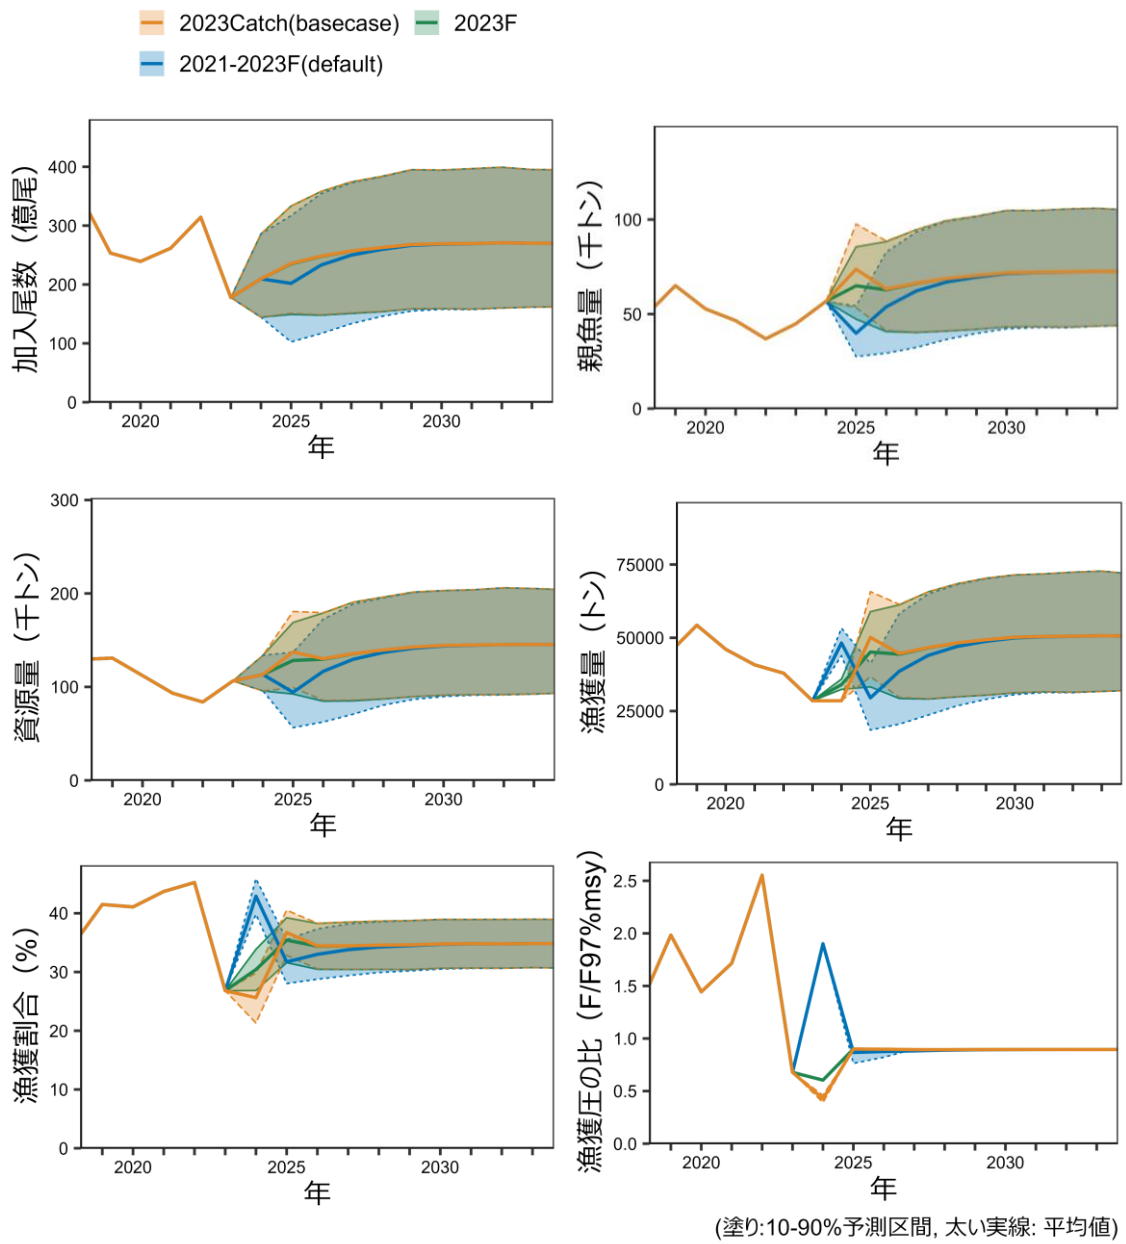 2023Catch(basecase)
2023F
2021-2023F(default)
加入尾数（億尾）
400
300
200
100
0
2020
2025
2030
年
親魚量（千トン）
100
50
0
2020
2025
2030
年
資源量（千トン）
300
200
100
0
2020
2025
2030
年
漁獲量（トン）
75000
50000
25000
0
2020
2025
2030
年
漁獲割合（%）
40
30
20
10
0
2020
2025
2030
年
漁獲圧の比（F/F97%msy）
2.5
2.0
1.5
1.0
0.5
0.0
2020
2025
2030
年
(塗り:10-90%予測区間, 太い実線: 平均値)